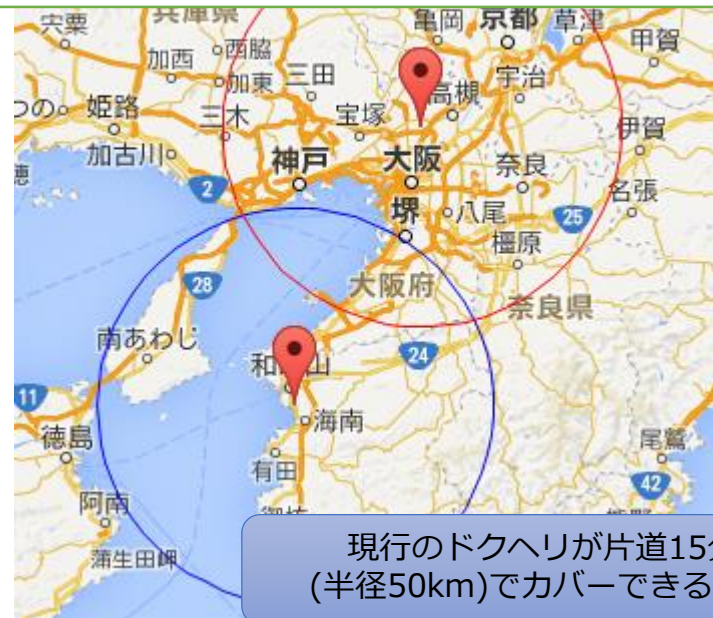 宍粟
兵庫県
亀岡
京都
草津
甲賀
加西
西脇
加東
三田
宇治
つの
姫路
三木
宝塚
高槻
伊賀
加古川
神戸
大阪
奈良
名張
穂
2
堺
八尾
25
橿原
28
大阪府
奈良県
南あわじ
和
山
24
11
海南
徳島
尾鷲
有田
42
阿南
蒲生田岬
現行のドクヘリが片道15分
(半径50km)でカバーできる